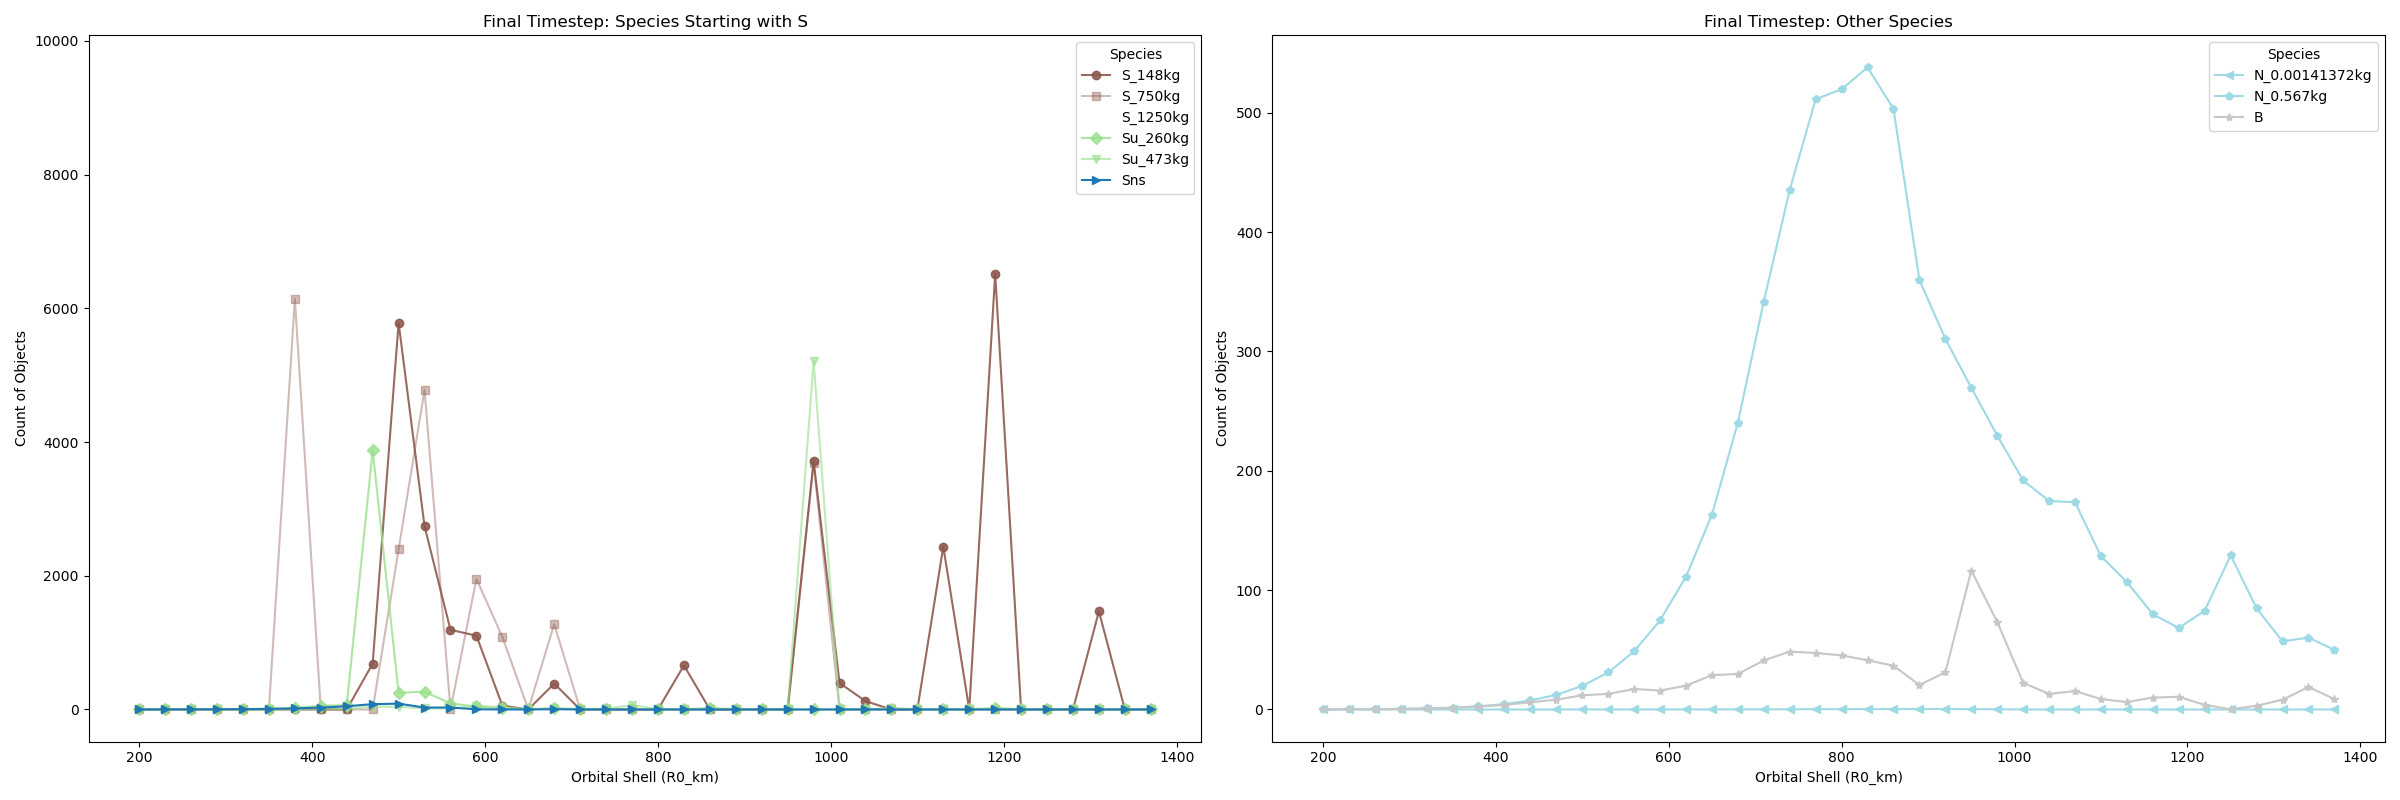 Final Timestep: Species Starting with S
10000
8000
6000
4000
2000
0
Count of Objects
200 400 600 800 1000 1200 1400
Orbital Shell (R0_km)
Species
S_148kg
S_750kg
S_1250kg
Su_260kg
Su_473kg
Sns
Final Timestep: Other Species
500
400
300
200
100
0
Count of Objects
200 400 600 800 1000 1200 1400
Orbital Shell (R0_km)
Species
N_0.00141372kg
N_0.567kg
B